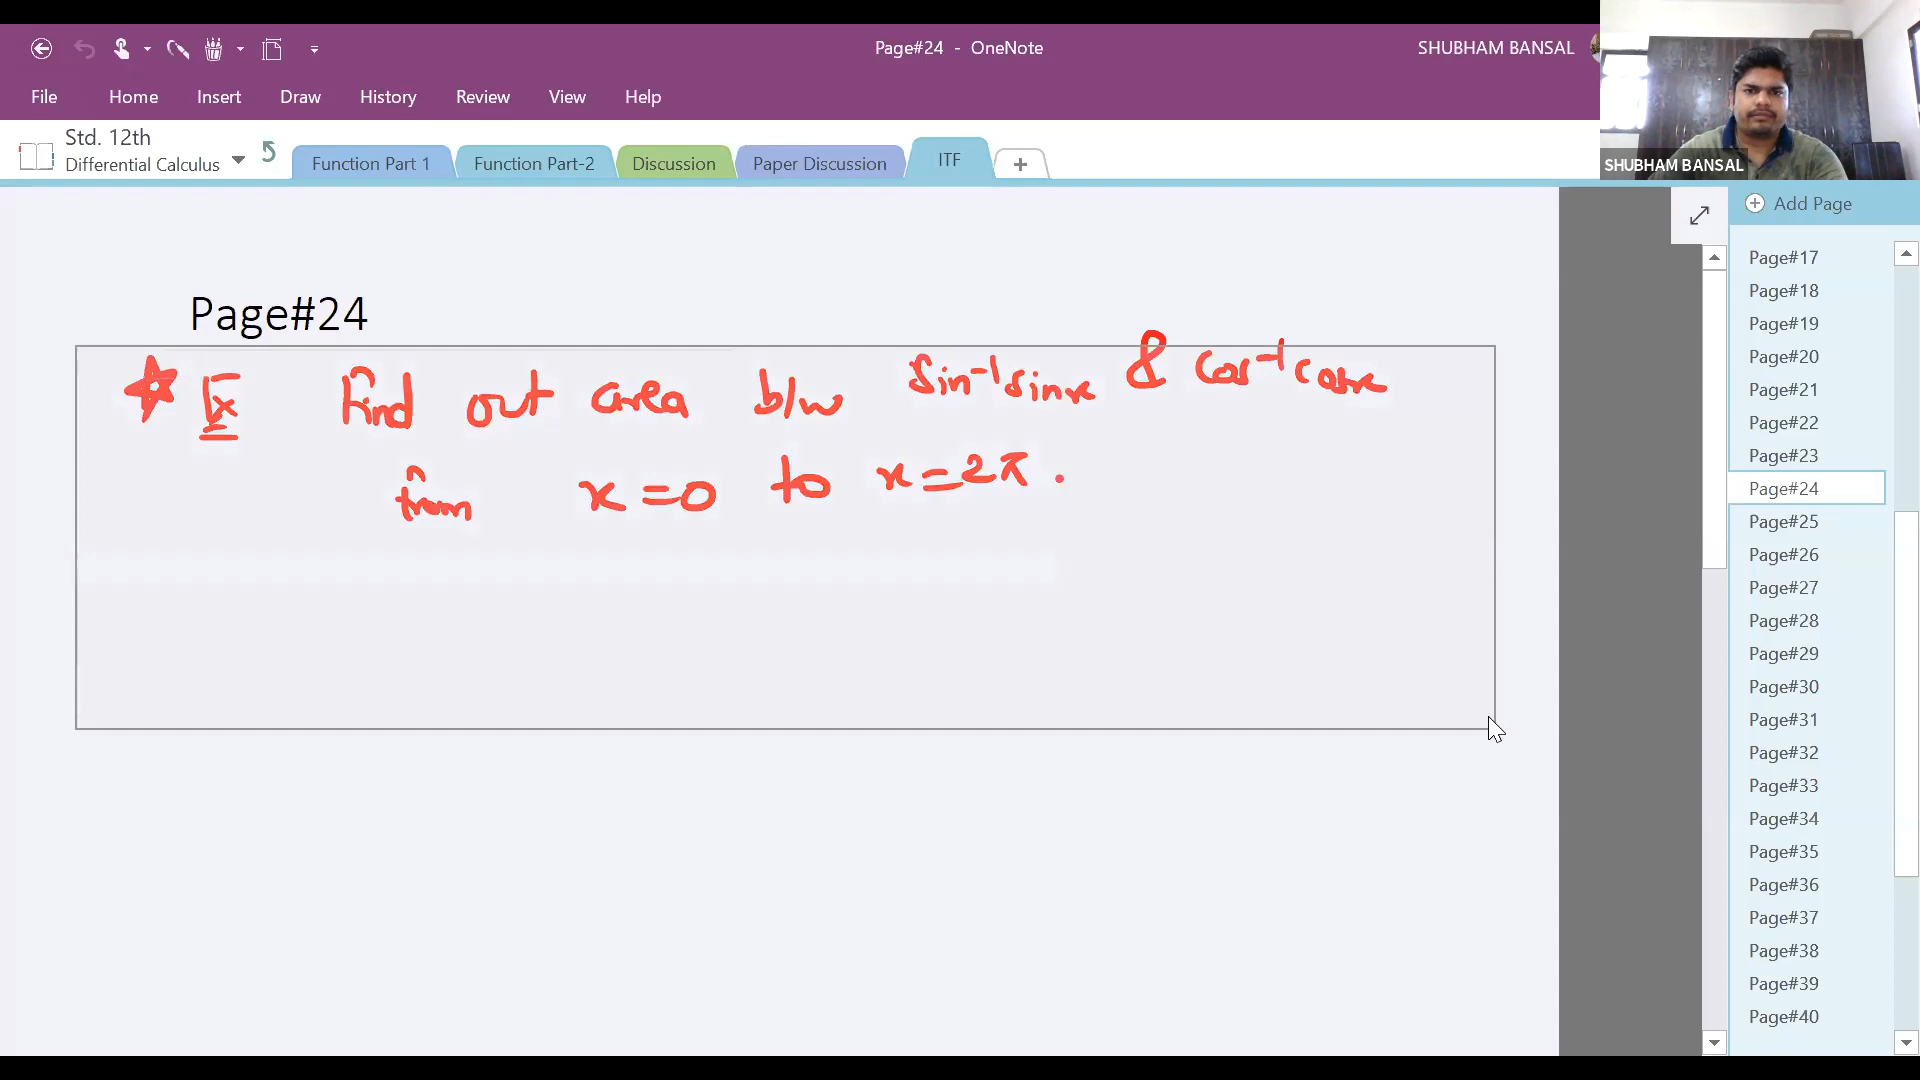 Page#24 - OneNote
SHUBHAM BANSAL
File Home Insert Draw History Review View Help
Std. 12th
Differential Calculus
Function Part 1
Function Part-2
Discussion
Paper Discussion
ITF
+
SHUBHAM BANSAL
Add Page
Page#24
Ex Find out area b/w sin⁻¹sinx & cos⁻¹cosx
from x=0 to x=2π.
Page#17
Page#18
Page#19
Page#20
Page#21
Page#22
Page#23
Page#24
Page#25
Page#26
Page#27
Page#28
Page#29
Page#30
Page#31
Page#32
Page#33
Page#34
Page#35
Page#36
Page#37
Page#38
Page#39
Page#40